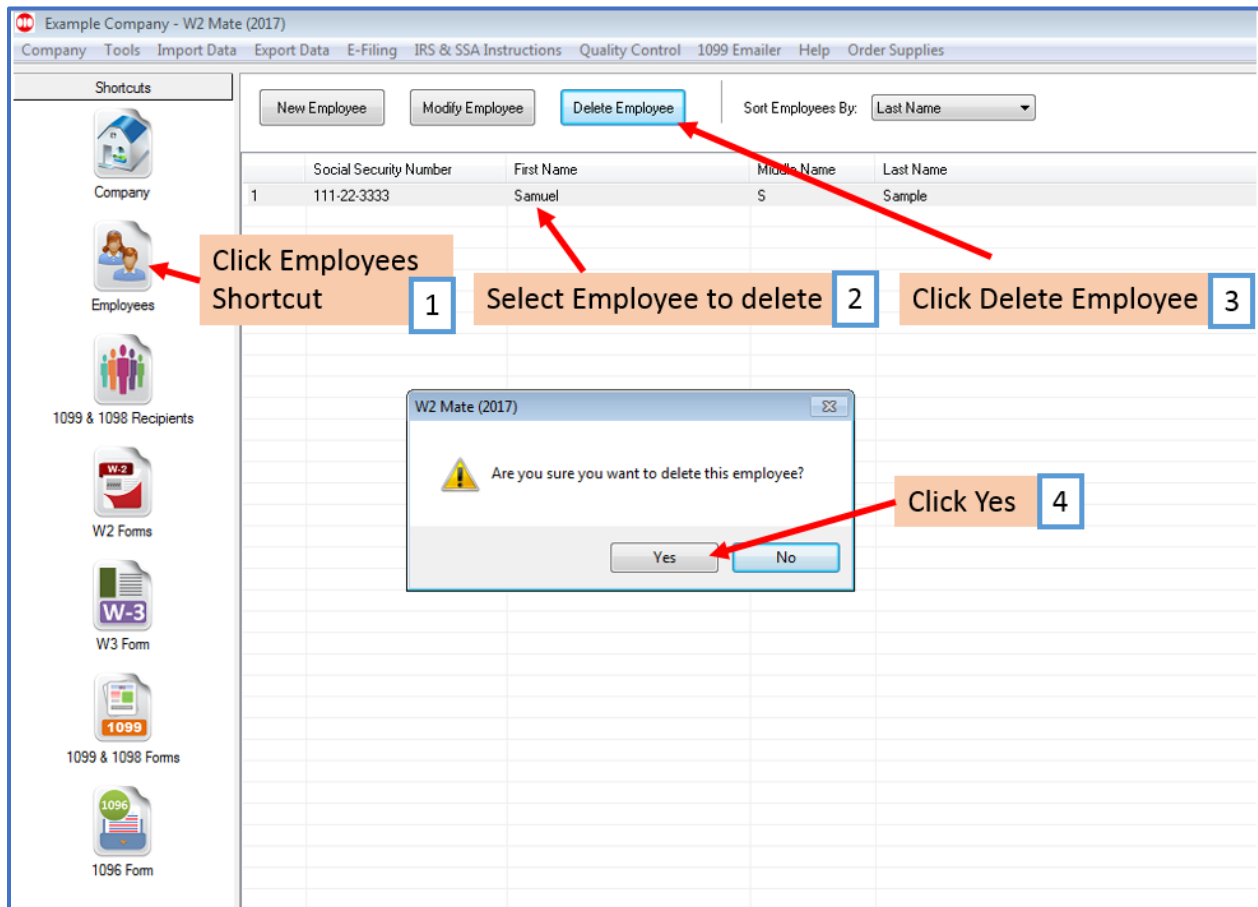 Example Company - W2 Mate (2017)
Company Tools Import Data Export Data E-Filing IRS & SSA Instructions Quality Control 1099 Emailer Help Order Supplies
Shortcuts
New Employee Modify Employee Delete Employee Sort Employees By: Last Name
Social Security Number First Name Middle Name Last Name
1 111-22-3333 Samuel S Sample
Company
Employees
Click Employees
Shortcut 1
Select Employee to delete 2
Click Delete Employee 3
1099 & 1098 Recipients
W-2
W2 Forms
W-3
W3 Form
1099
1099 & 1098 Forms
1096
1096 Form
W2 Mate (2017)
Are you sure you want to delete this employee?
Yes No
Click Yes 4